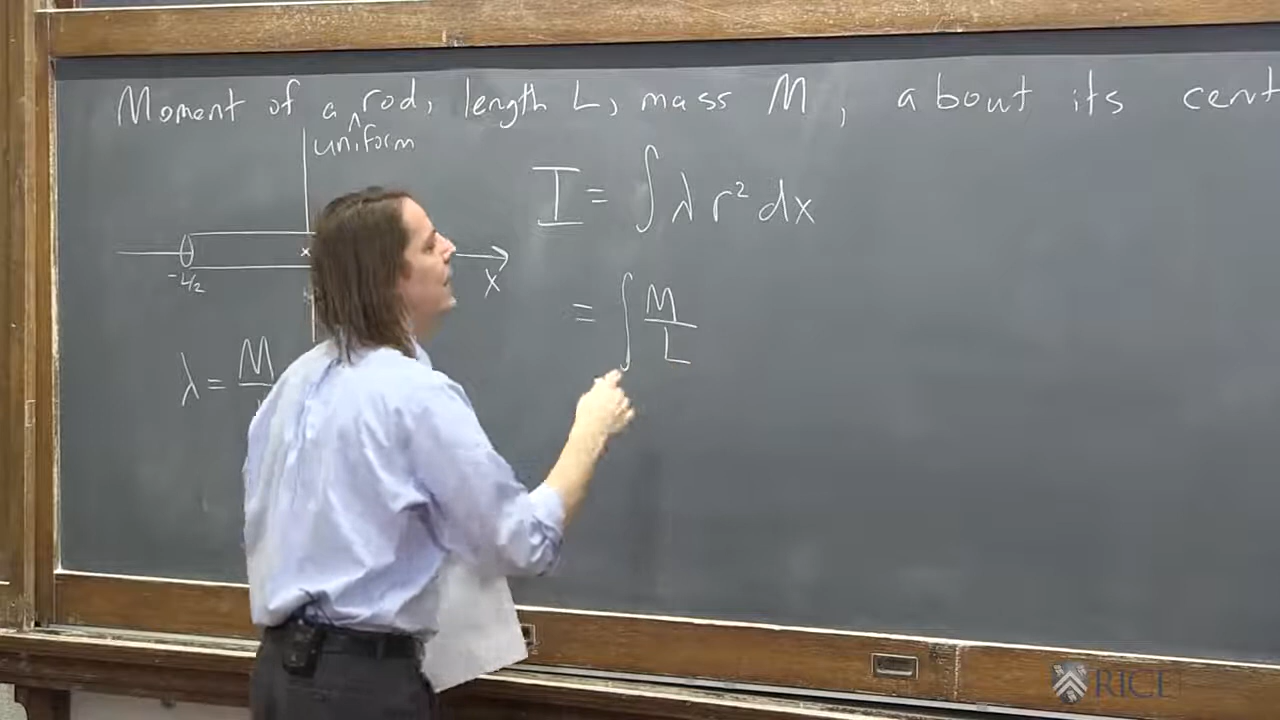 Moment of a rod, length L, mass M, about its cent
uniform
I = ∫ λ r² dx
-L/2
x
X
= ∫ M/L
λ = M
RICE